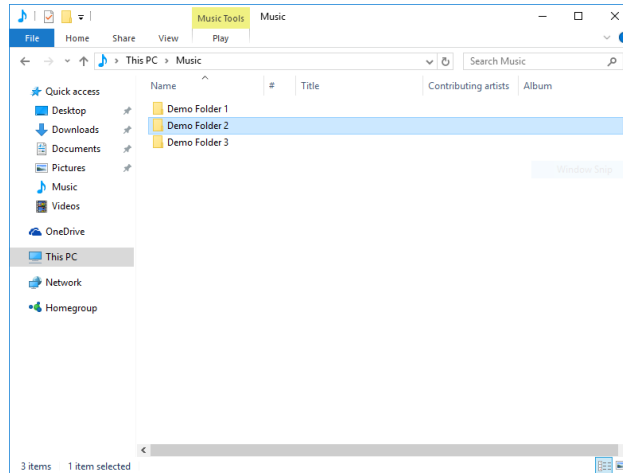 Music Tools Music
File Home Share View Play
This PC > Music Search Music
Name # Title Contributing artists Album
Quick access
Desktop
Downloads
Documents
Pictures
Music
Videos
OneDrive
This PC
Network
Homegroup
Demo Folder 1
Demo Folder 2
Demo Folder 3
Window Snip
3 items 1 item selected